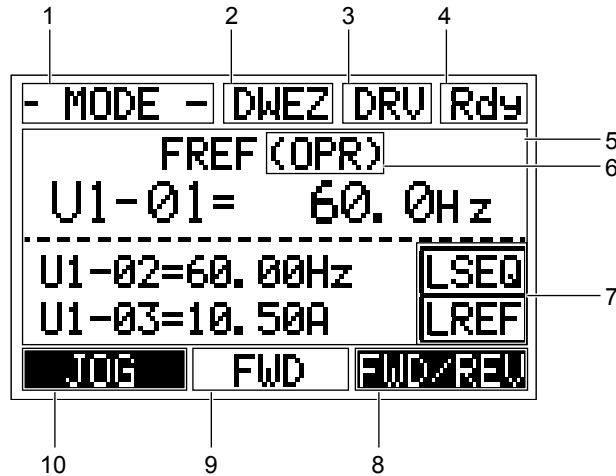 1 2 3 4
- MODE - DWEZ DRV Rdy
5
FREF (OPR)
6
U1-01= 60.0Hz
U1-02=60.00Hz LSEQ
7
U1-03=10.50A LREF
JOG FWD FWD/REV
10 9 8